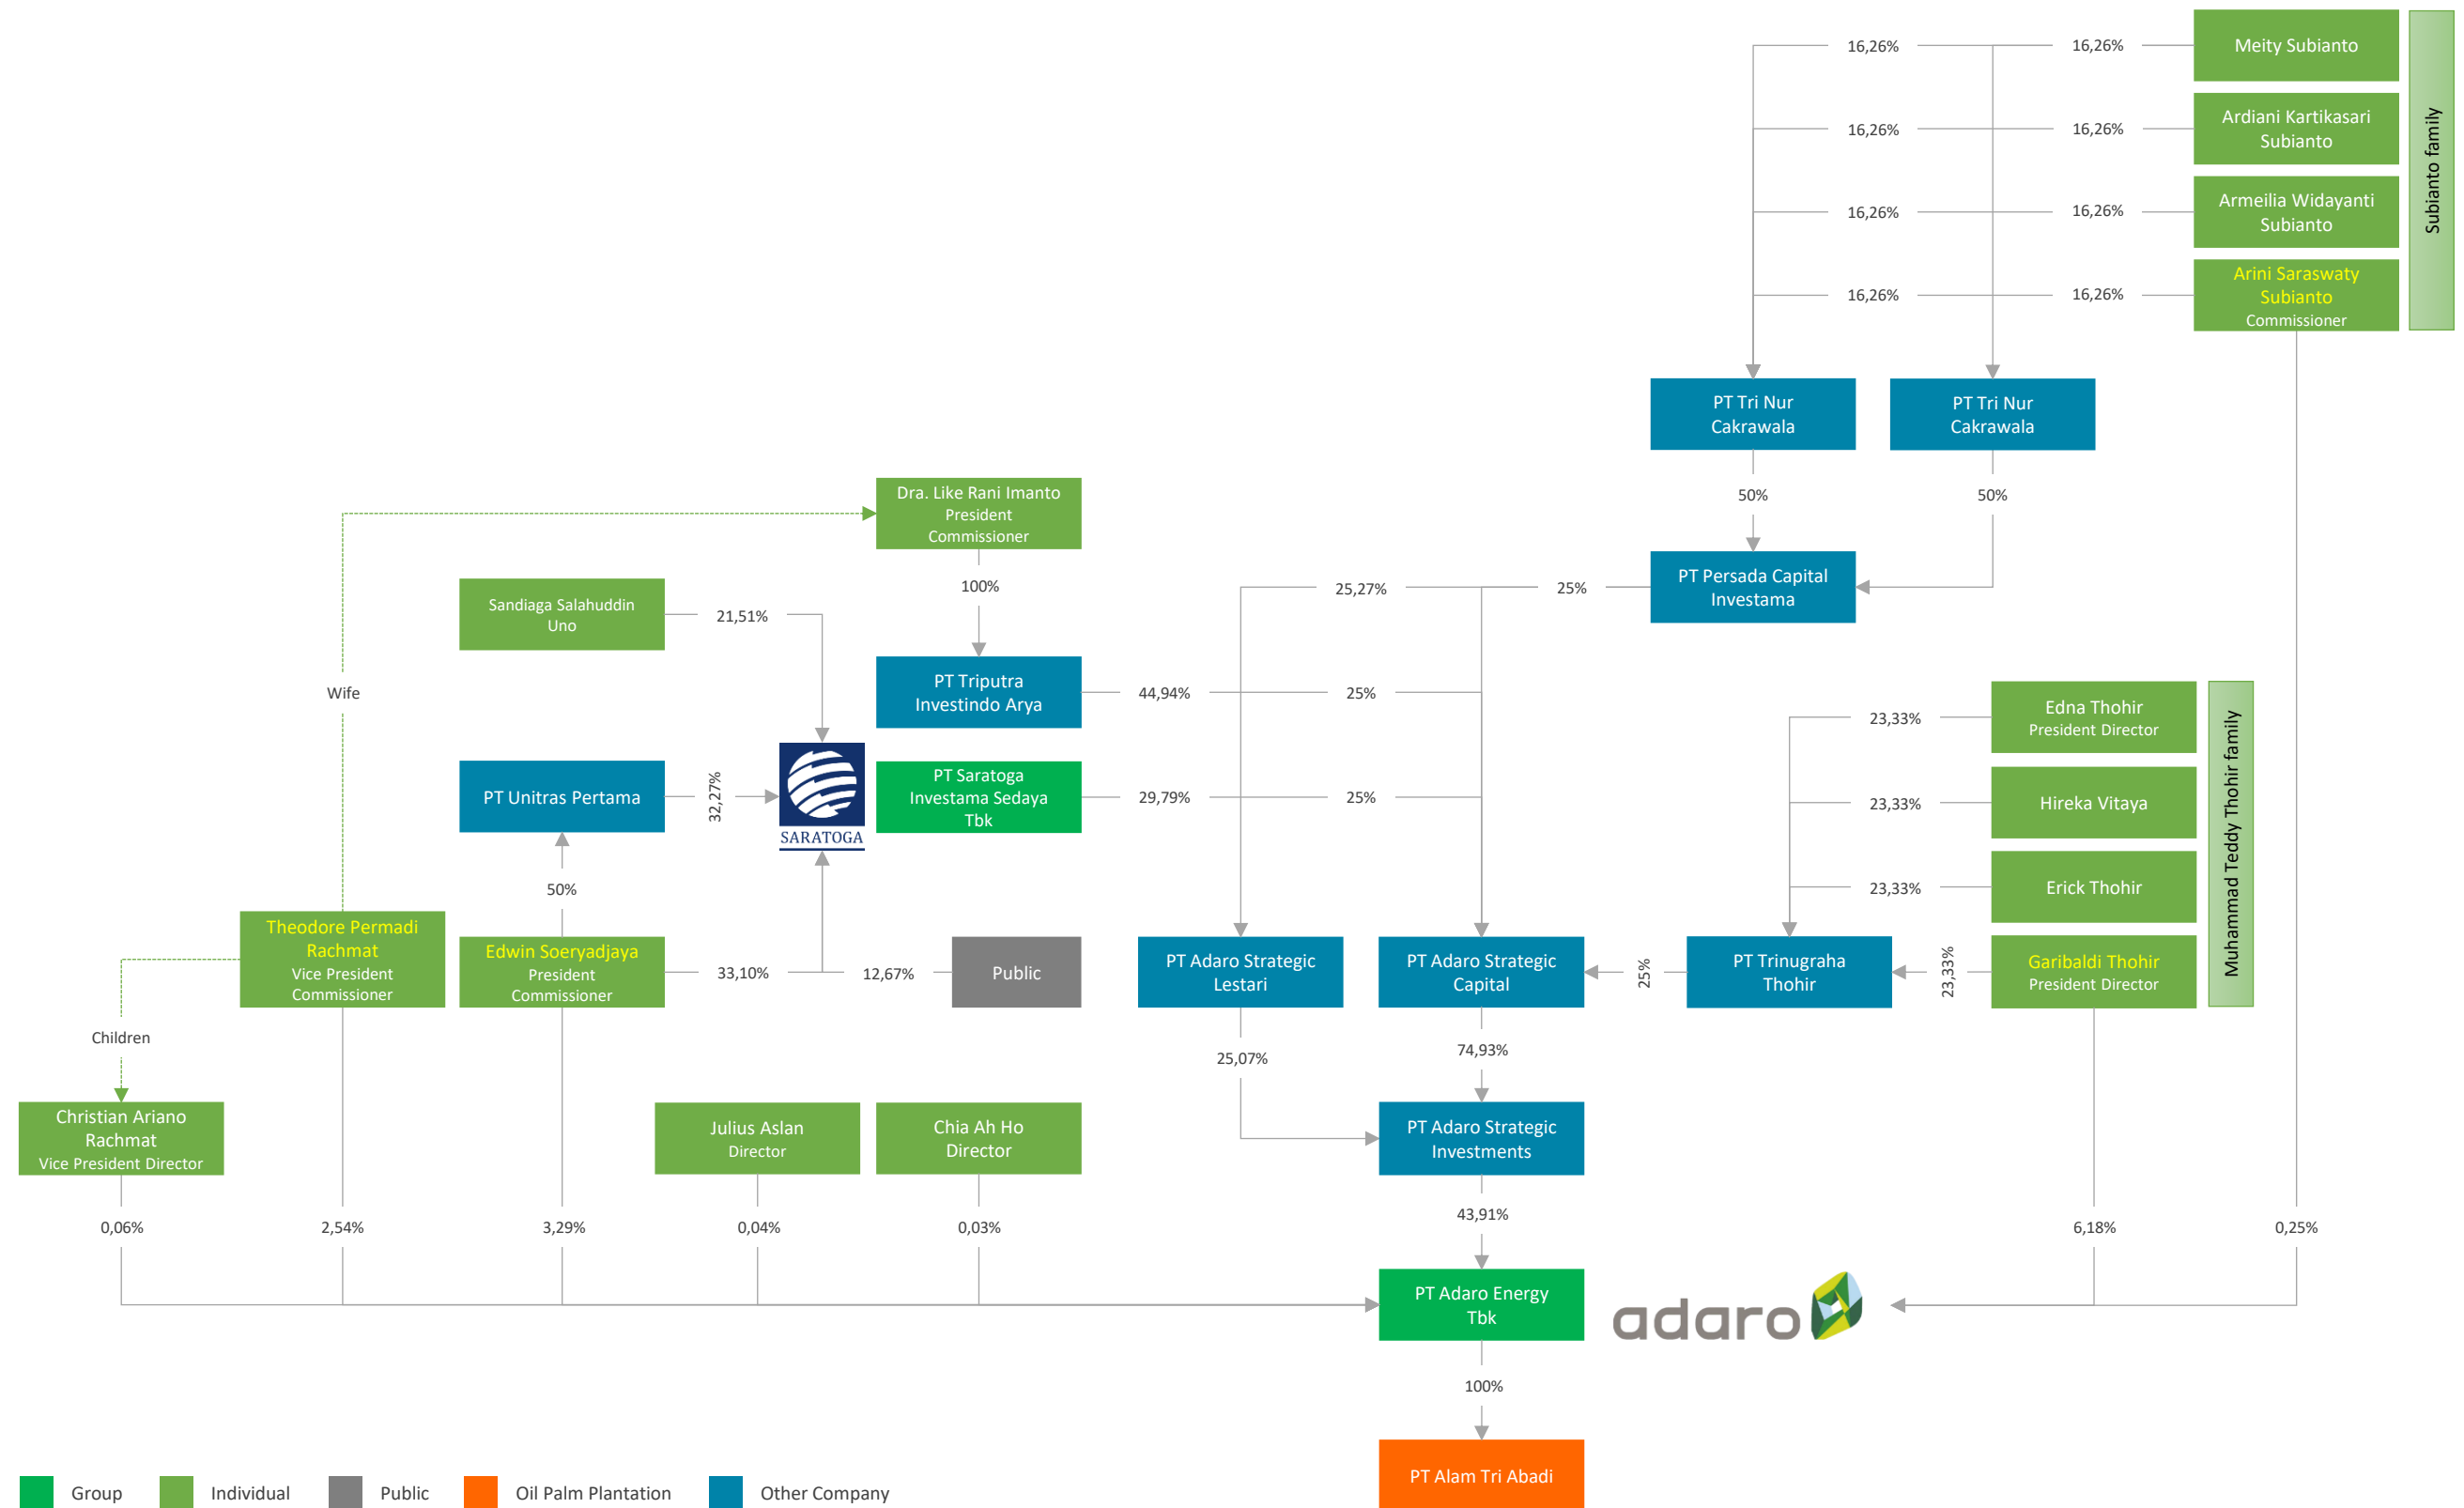 Meity Subianto
16,26%
16,26%
Ardiani Kartikasari
Subianto
16,26%
16,26%
Armeilia Widayanti
Subianto
16,26%
16,26%
Arini Saraswaty
Subianto
Commissioner
16,26%
16,26%
Subianto family
PT Tri Nur
Cakrawala
PT Tri Nur
Cakrawala
50%
50%
Dra. Like Rani Imanto
President
Commissioner
100%
PT Persada Capital
Investama
25,27%
25%
Sandiaga Salahuddin
Uno
21,51%
Wife
PT Triputra
Investindo Arya
44,94%
25%
Edna Thohir
President Director
23,33%
PT Unitras Pertama
32,27%
SARATOGA
PT Saratoga
Investama Sedaya
Tbk
29,79%
25%
Hireka Vitaya
23,33%
Muhammad Teddy Thohir family
50%
Erick Thohir
23,33%
Theodore Permadi
Rachmat
Vice President
Commissioner
Edwin Soeryadjaya
President
Commissioner
33,10%
12,67%
Public
PT Adaro Strategic
Lestari
PT Adaro Strategic
Capital
25%
PT Trinugraha
Thohir
23,33%
Garibaldi Thohir
President Director
Children
25,07%
74,93%
Christian Ariano
Rachmat
Vice President Director
Julius Aslan
Director
Chia Ah Ho
Director
PT Adaro Strategic
Investments
0,06%
2,54%
3,29%
0,04%
0,03%
43,91%
6,18%
0,25%
PT Adaro Energy
Tbk
adaro
100%
PT Alam Tri Abadi
Group
Individual
Public
Oil Palm Plantation
Other Company